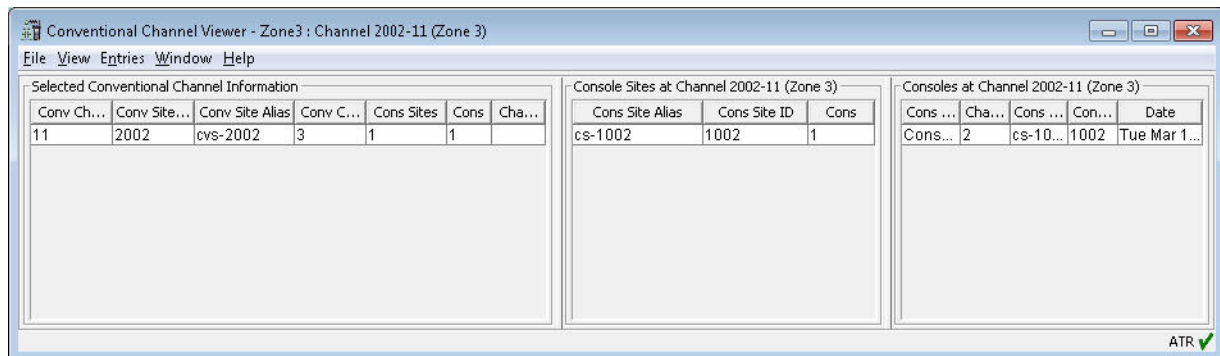 Conventional Channel Viewer - Zone3 : Channel 2002-11 (Zone 3)
File View Entries Window Help
Selected Conventional Channel Information
Conv Ch... Conv Site... Conv Site Alias Conv C... Cons Sites Cons Cha...
11 2002 cvs-2002 3 1 1
Console Sites at Channel 2002-11 (Zone 3)
Cons Site Alias Cons Site ID Cons
cs-1002 1002 1
Consoles at Channel 2002-11 (Zone 3)
Cons ... Cha... Cons ... Con... Date
Cons... 2 cs-10... 1002 Tue Mar 1...
ATR